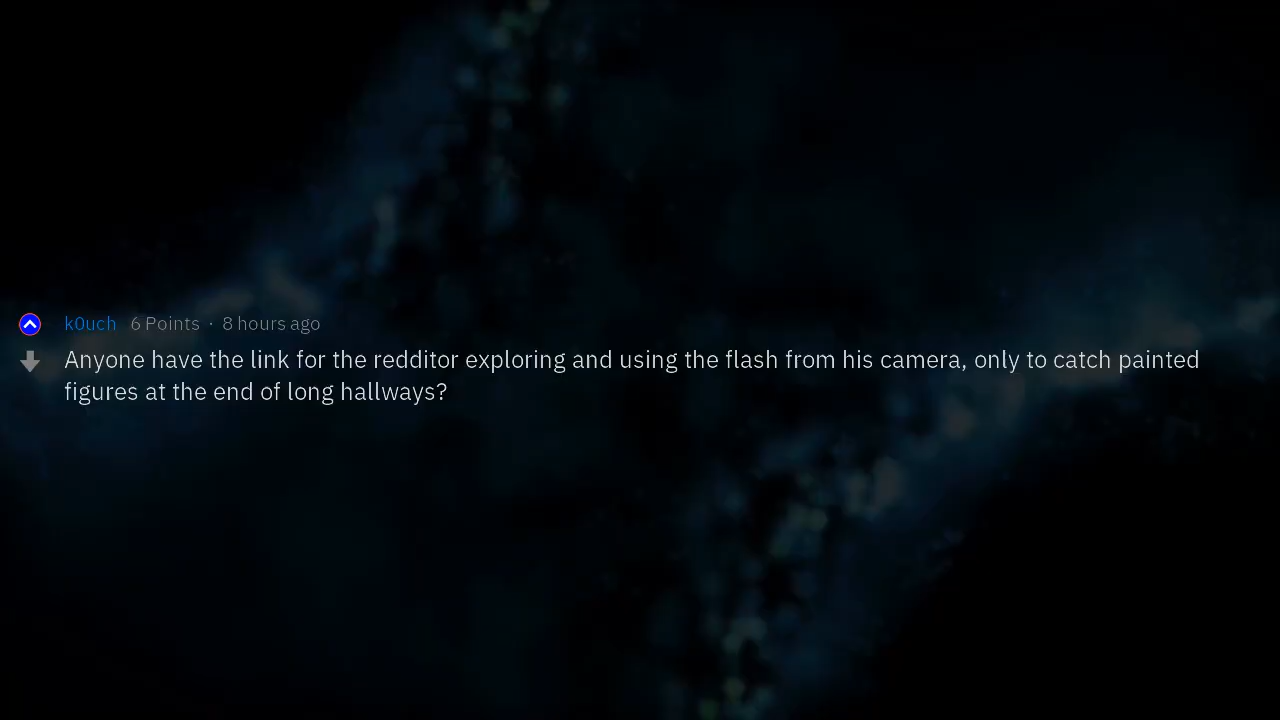 k0uch 6 Points · 8 hours ago
Anyone have the link for the redditor exploring and using the flash from his camera, only to catch painted
figures at the end of long hallways?